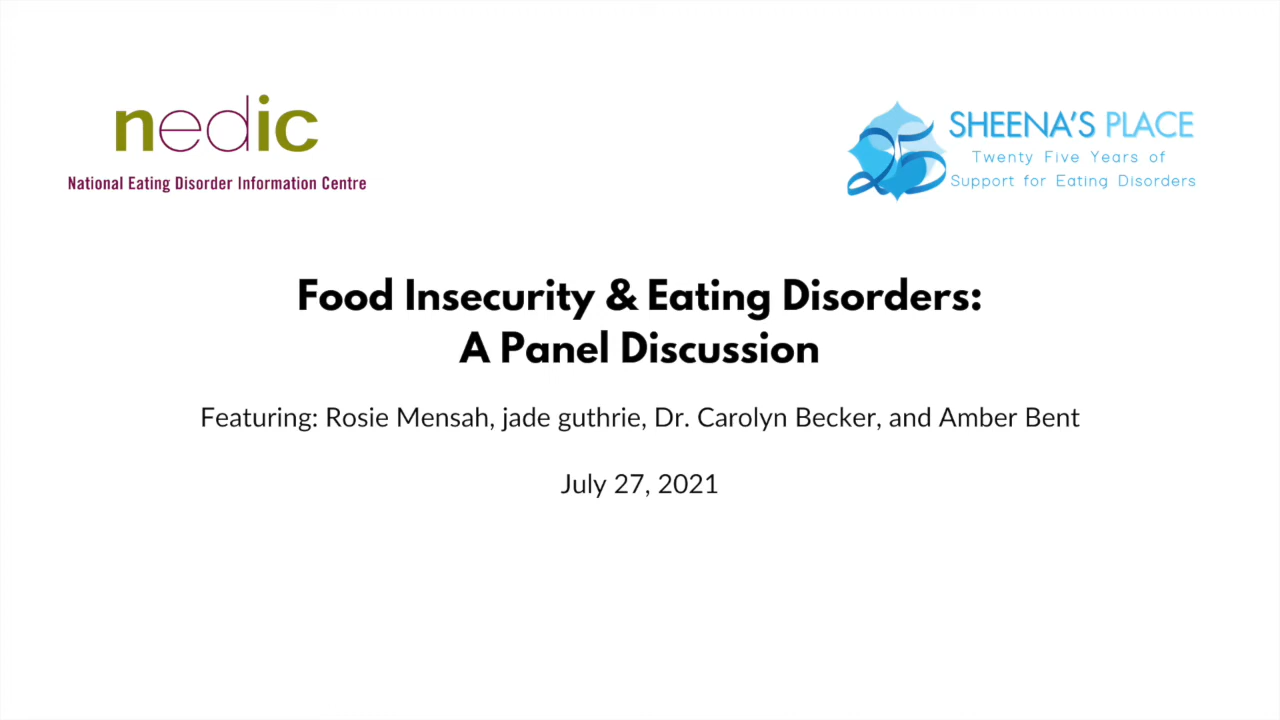 nedic
National Eating Disorder Information Centre
25
SHEENA'S PLACE
Twenty Five Years of
Support for Eating Disorders
Food Insecurity & Eating Disorders:
A Panel Discussion
Featuring: Rosie Mensah, jade guthrie, Dr. Carolyn Becker, and Amber Bent
July 27, 2021